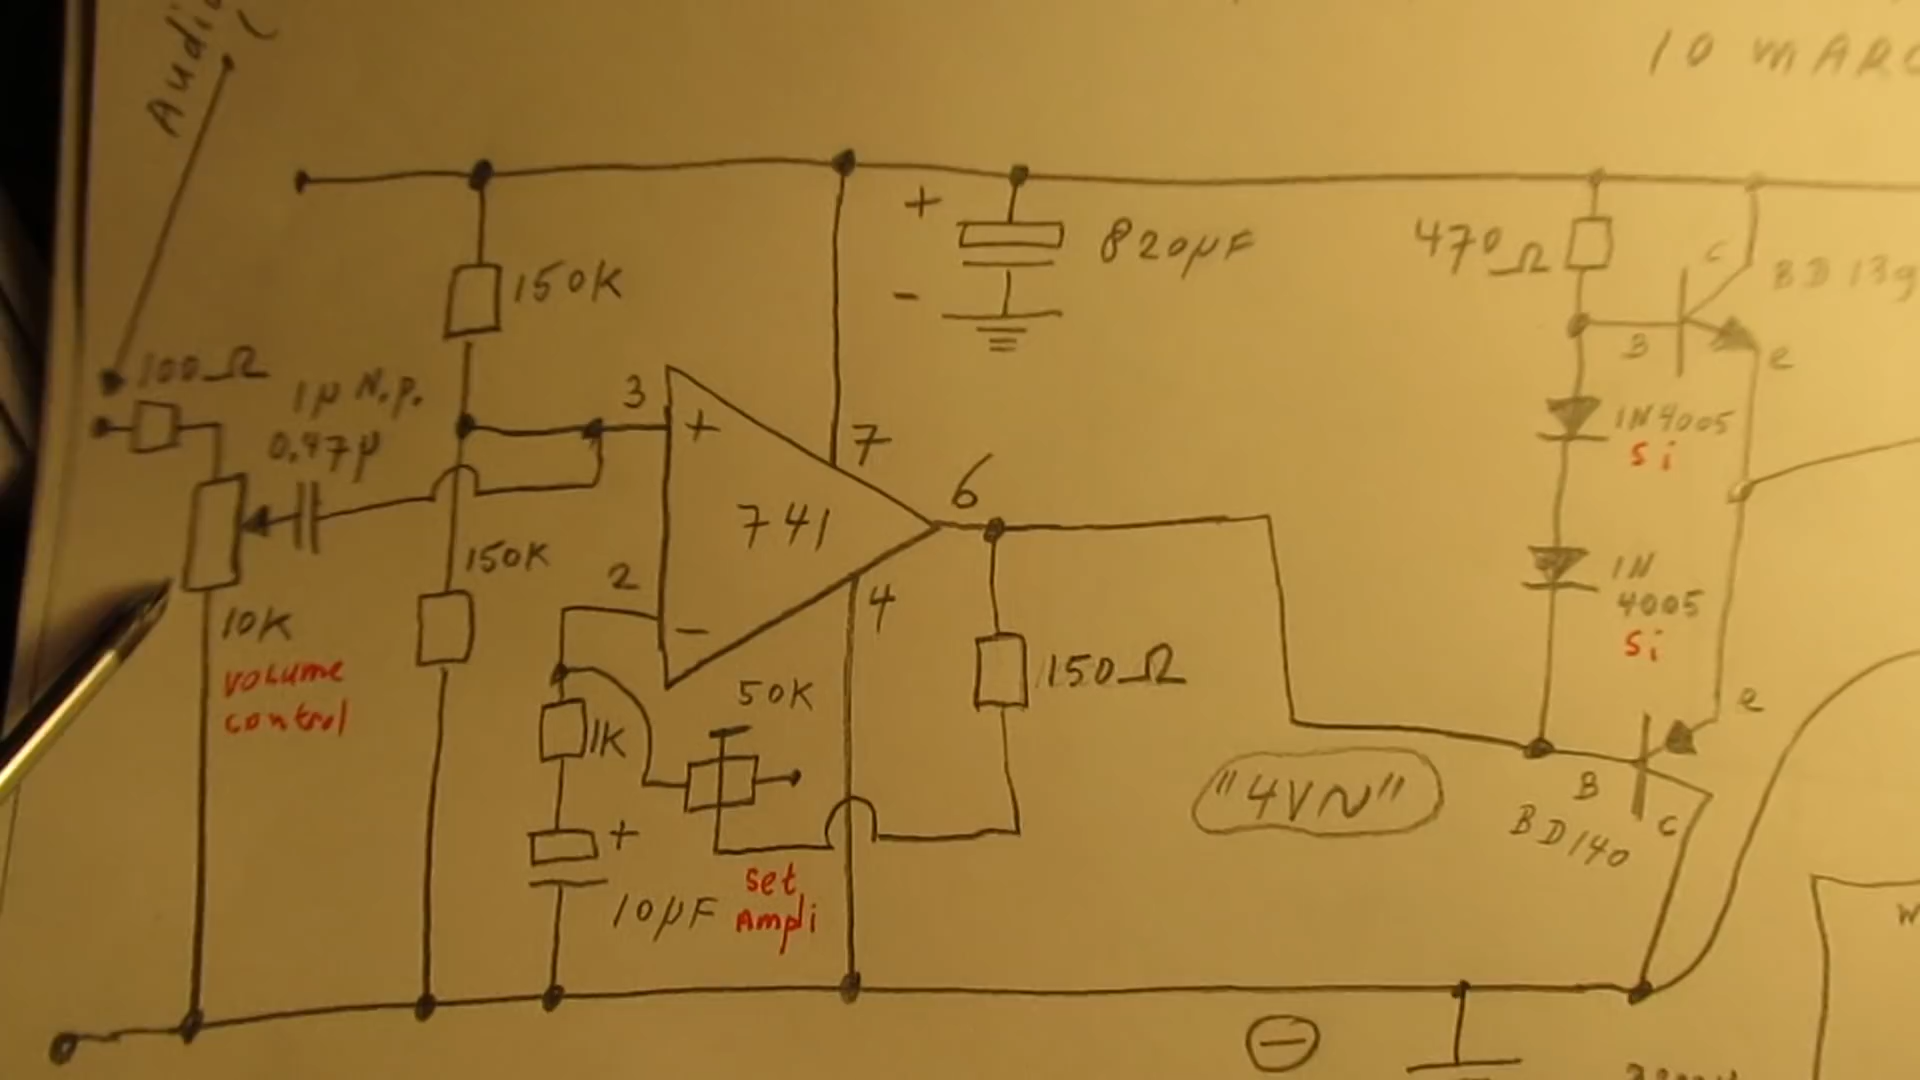 Audio
10 MARC
+
820µF
-
470Ω
C
BD139
B
e
150K
100Ω
1µ N.p.
0,47µ
3
+
7
1N4005
Si
6
741
150K
2
-
4
1N
4005
Si
10K
VOLUME
control
50K
150Ω
1K
e
"4V~"
B
C
BD140
+
10µF
set
Ampli
-